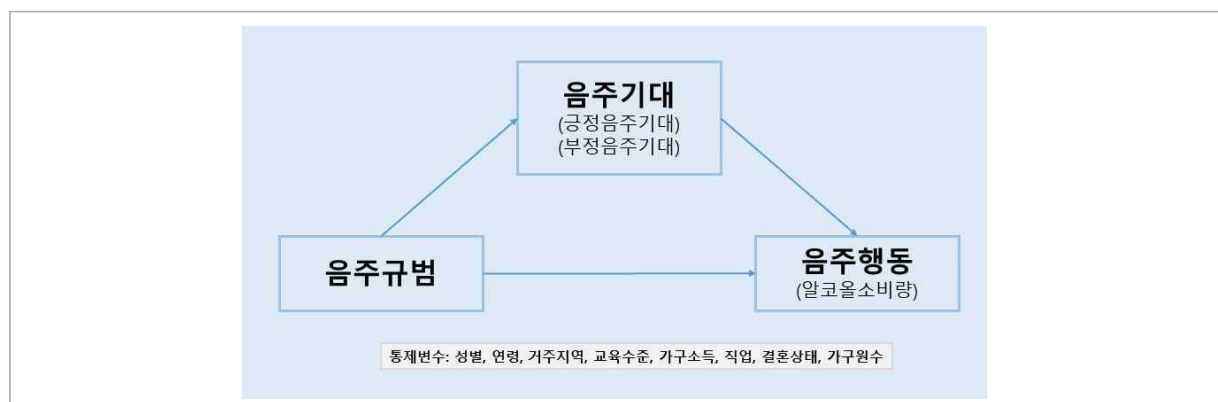 음주기대
(긍정음주기대)
(부정음주기대)
음주규범
음주행동
(알코올소비량)
통제변수: 성별, 연령, 거주지역, 교육수준, 가구소득, 직업, 결혼상태, 가구원수